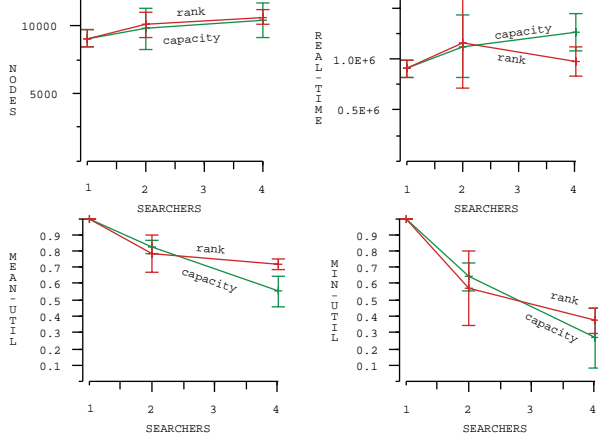 10000
5000
NODES
rank
capacity
1 2 3 4
SEARCHERS
REAL-TIME
1.0E+6
0.5E+6
capacity
rank
1 2 3 4
SEARCHERS
MEAN-UTIL
0.9
0.8
0.7
0.6
0.5
0.4
0.3
0.2
0.1
rank
capacity
1 2 3 4
SEARCHERS
MIN-UTIL
0.9
0.8
0.7
0.6
0.5
0.4
0.3
0.2
0.1
rank
capacity
1 2 3 4
SEARCHERS